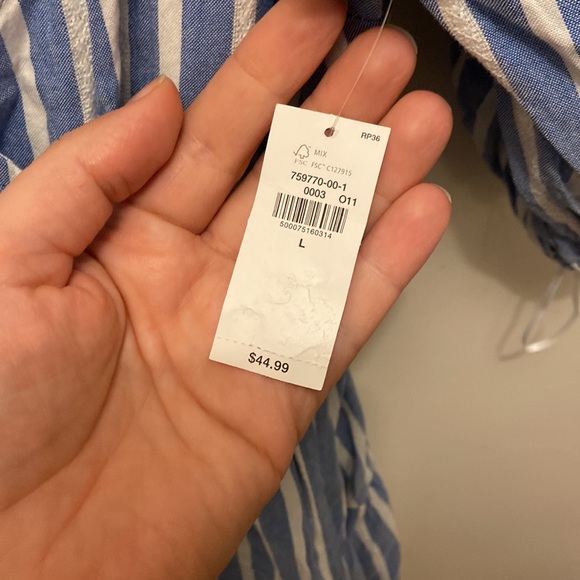 RP36
MIX
FSC FSC® C127915
759770-00-1
0003 O11
500075160314
L
$44.99